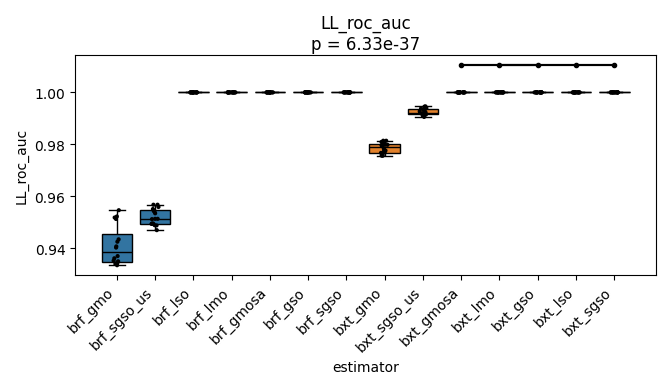 LL_roc_auc
p = 6.33e-37
LL_roc_auc
1.00
0.98
0.96
0.94
brf_gmo
brf_sgso_us
brf_lso
brf_lmo
brf_gmosa
brf_gso
brf_sgso
bxt_gmo
bxt_sgso_us
bxt_gmosa
bxt_lmo
bxt_gso
bxt_lso
bxt_sgso
estimator